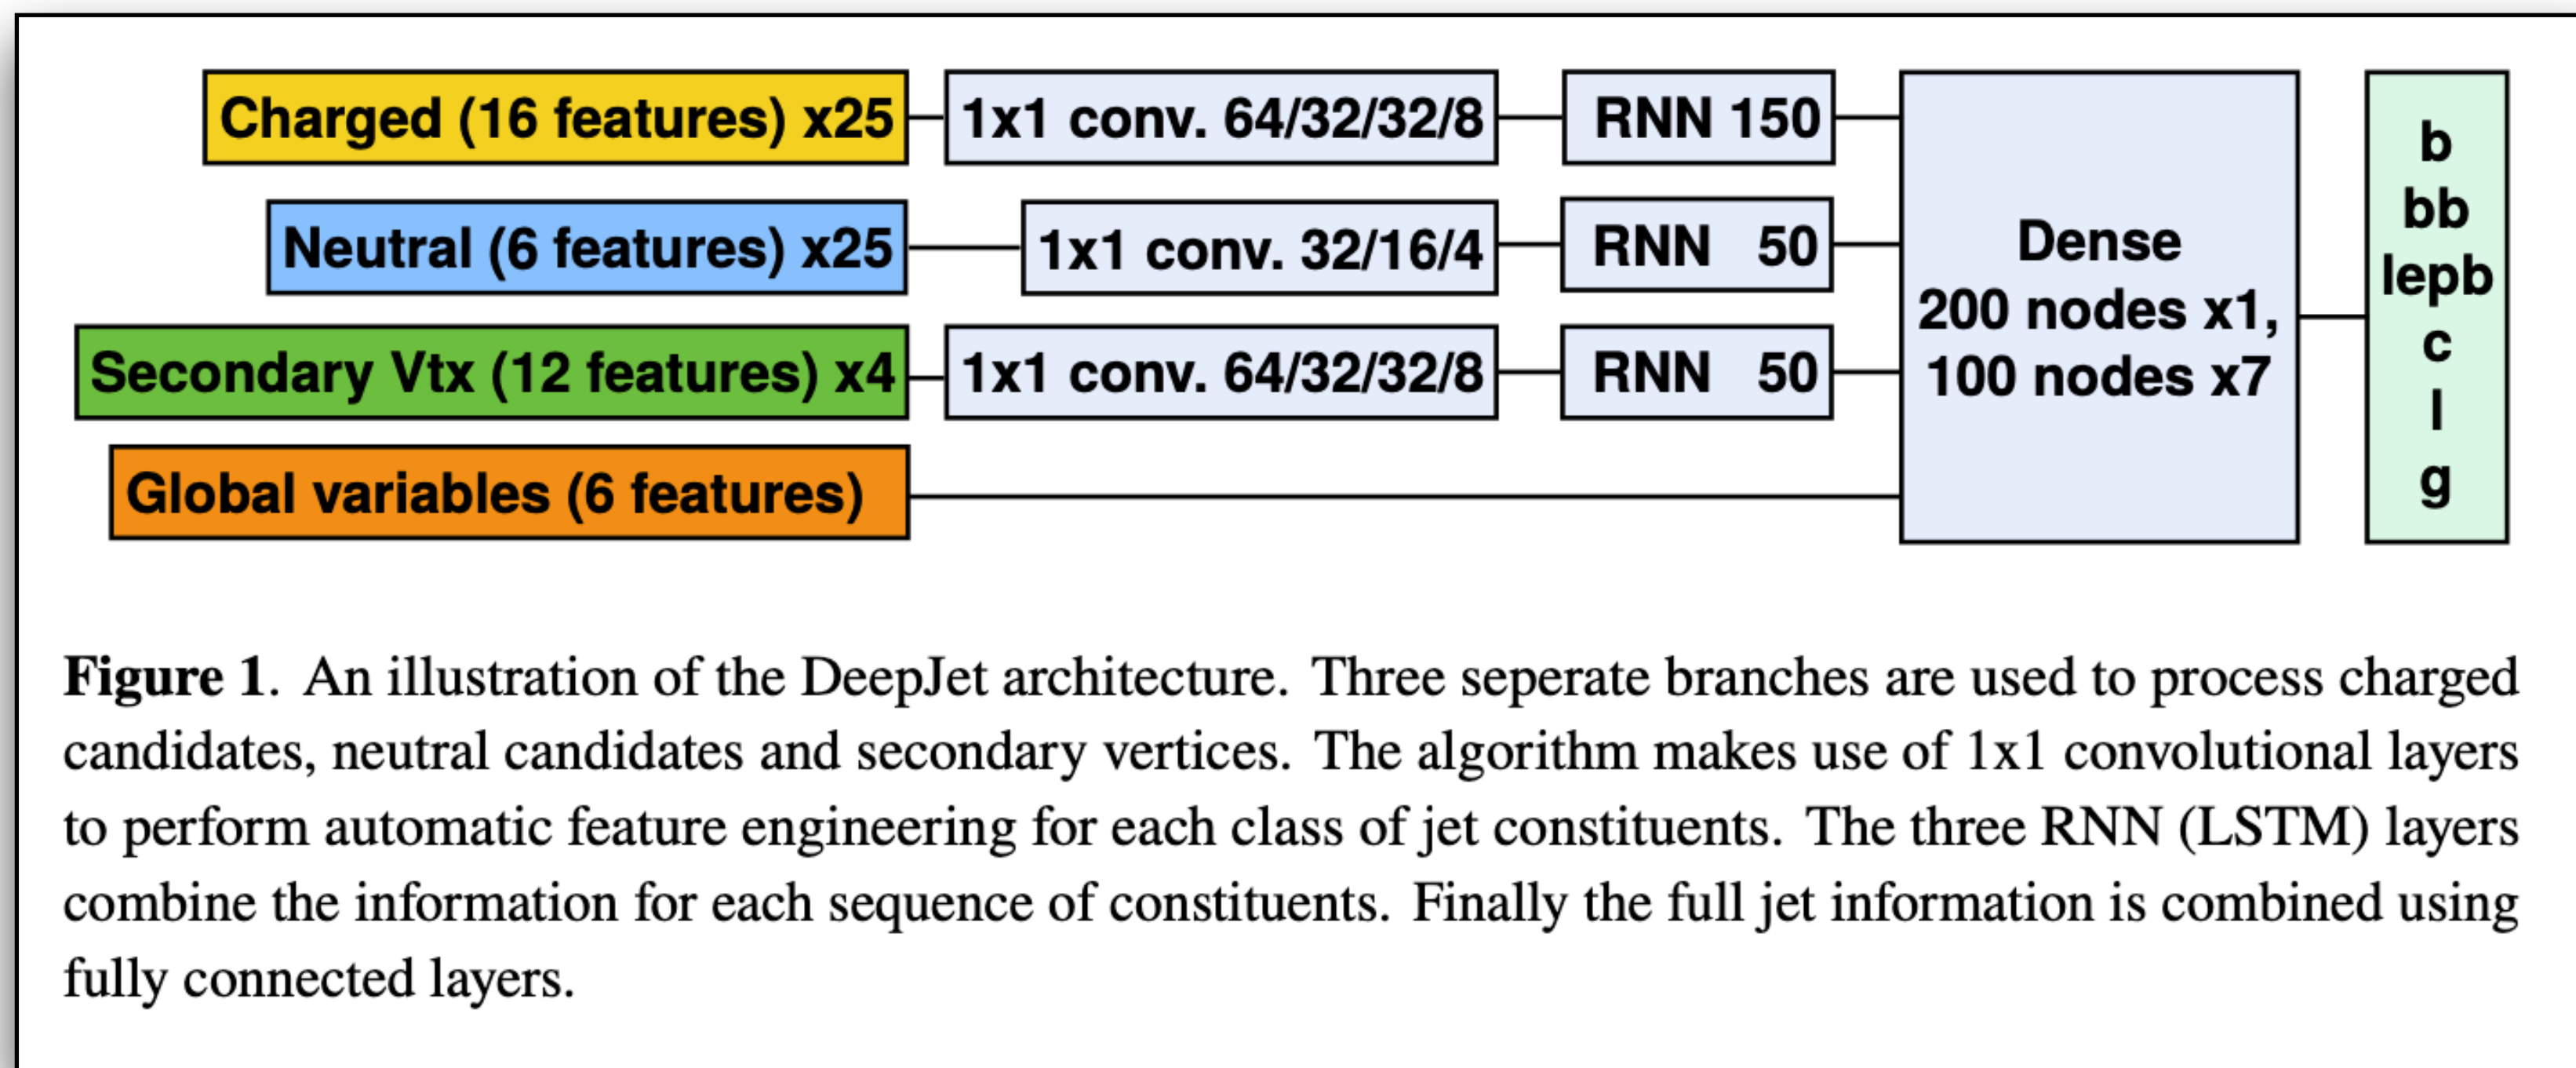 Charged (16 features) x25
1x1 conv. 64/32/32/8
RNN 150
Neutral (6 features) x25
1x1 conv. 32/16/4
RNN 50
Secondary Vtx (12 features) x4
1x1 conv. 64/32/32/8
RNN 50
Global variables (6 features)
Dense
200 nodes x1,
100 nodes x7
b
bb
lepb
c
l
g
Figure 1. An illustration of the DeepJet architecture. Three seperate branches are used to process charged
candidates, neutral candidates and secondary vertices. The algorithm makes use of 1x1 convolutional layers
to perform automatic feature engineering for each class of jet constituents. The three RNN (LSTM) layers
combine the information for each sequence of constituents. Finally the full jet information is combined using
fully connected layers.